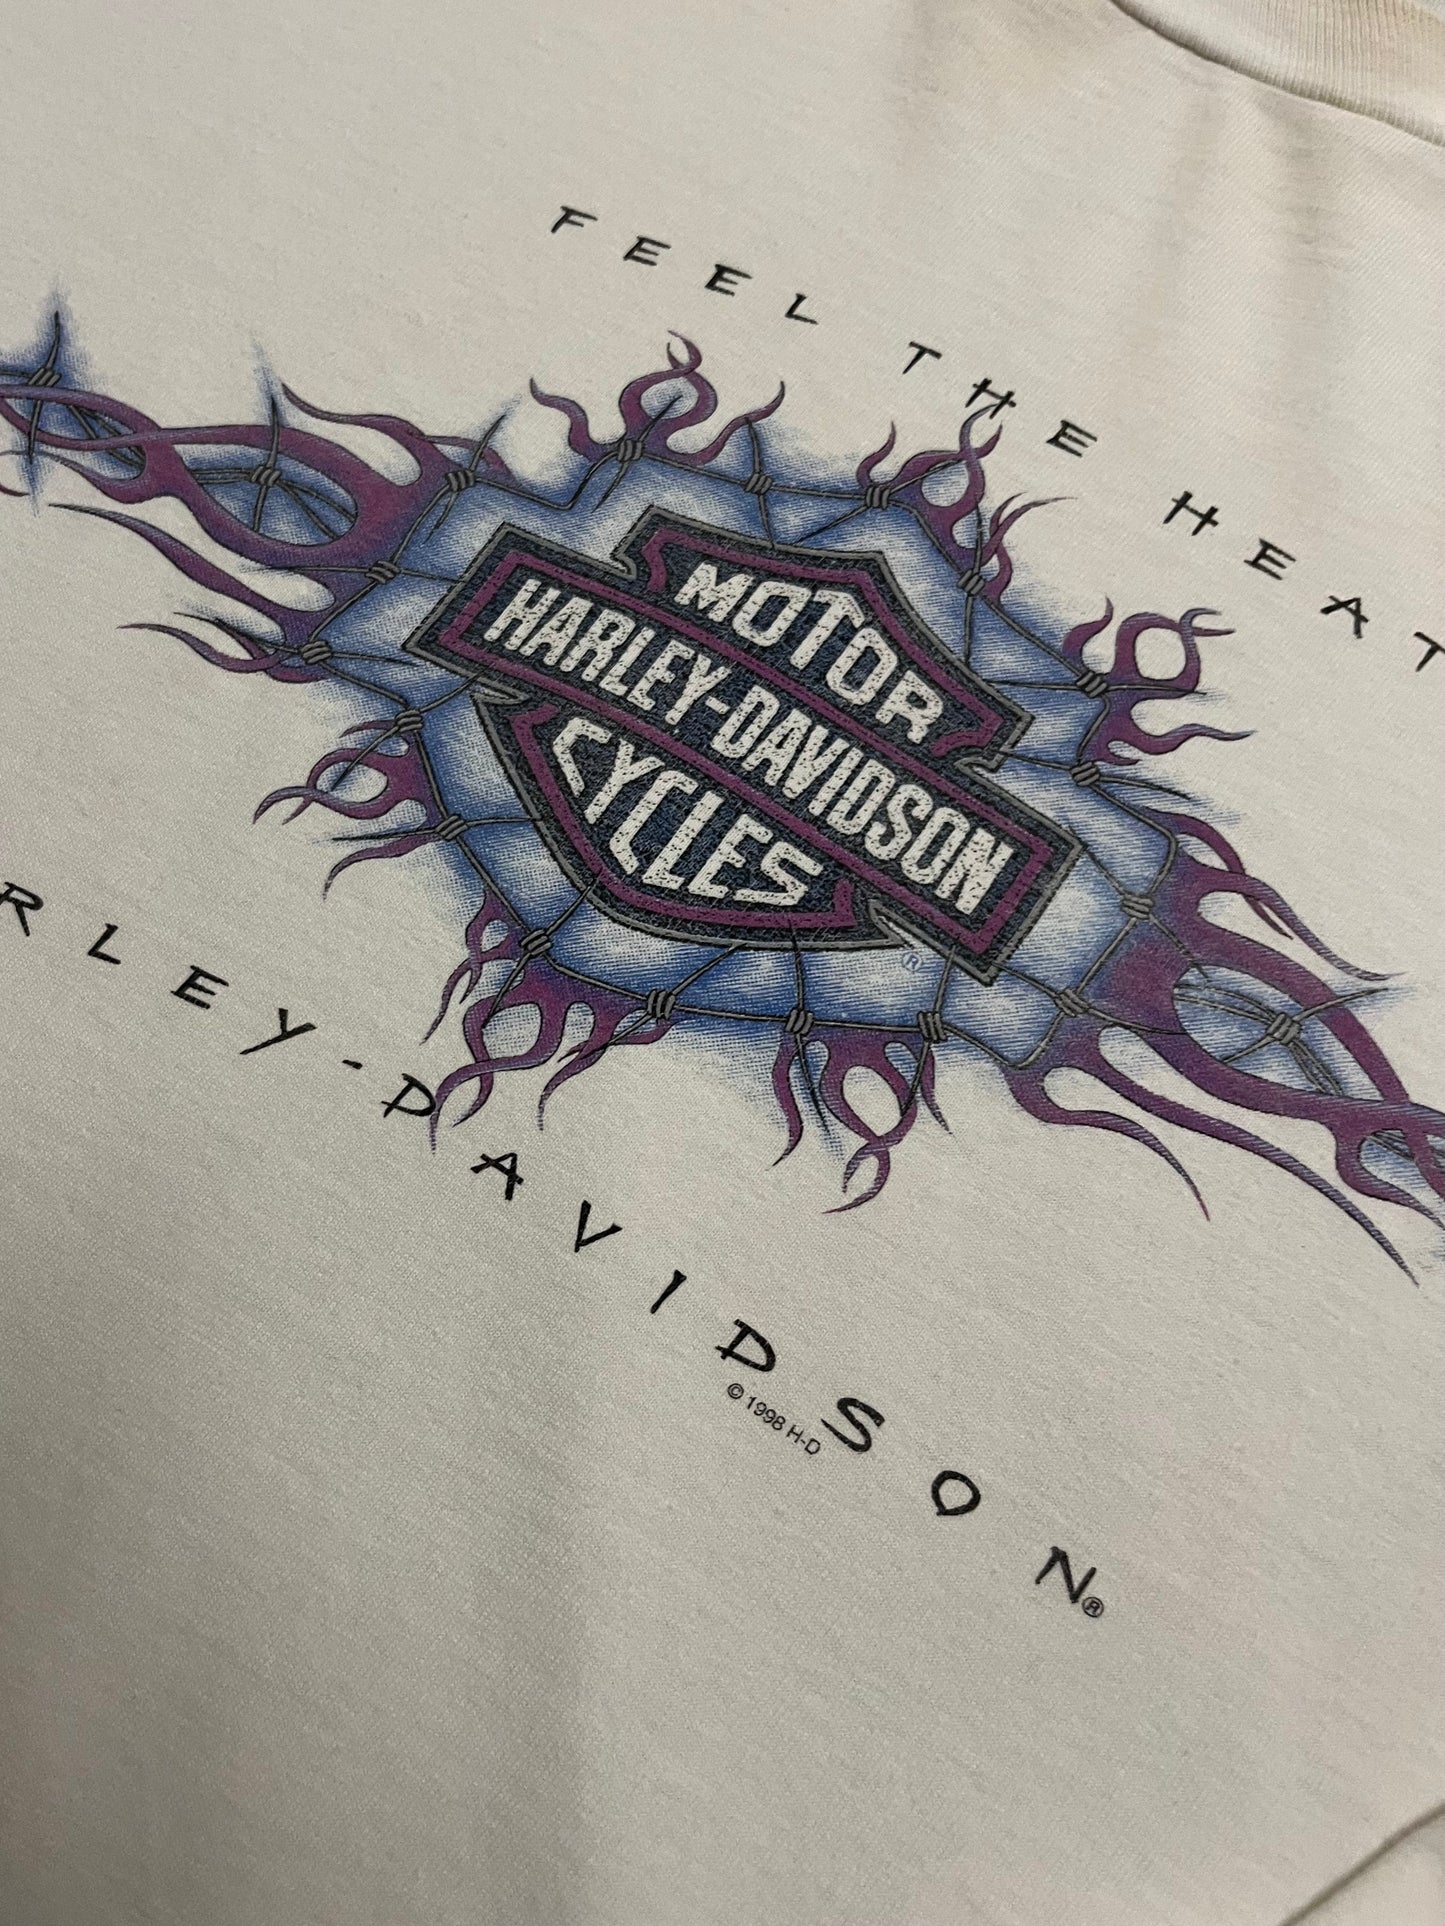 FEEL THE HEAT
MOTOR
HARLEY-DAVIDSON
CYCLES
®
RLEY-DAVIDSON®
© 1998 H-D